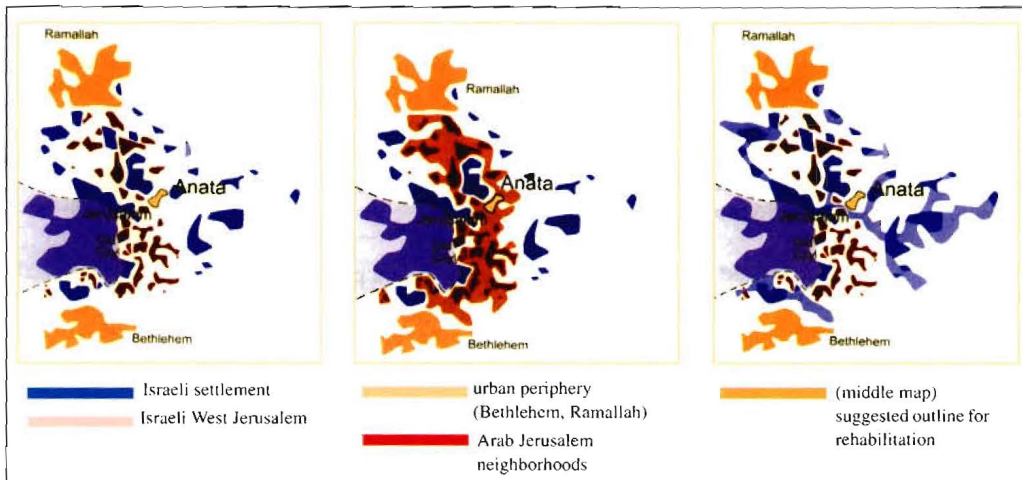 Ramallah
Anata
Bethlehem
Ramallah
Anata
Bethlehem
Ramallah
Anata
Bethlehem
Israeli settlement
Israeli West Jerusalem
urban periphery
(Bethlehem, Ramallah)
Arab Jerusalem
neighborhoods
(middle map)
suggested outline for
rehabilitation